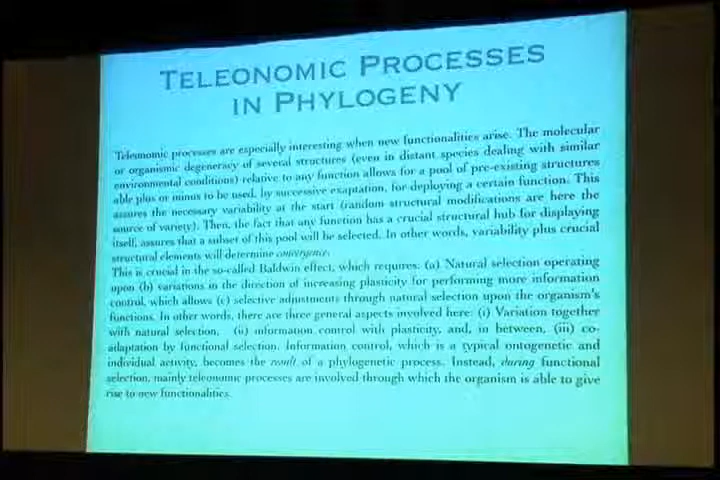 TELEONOMIC PROCESSES
IN PHYLOGENY
Teleonomic processes are especially interesting when new functionalities arise. The molecular
or organismic degeneracy of several structures (even in distant species dealing with similar
environmental conditions) relative to any function allows for a pool of pre-existing structures
able plus or minus to be used, by successive exaptation, for deploying a certain function. This
assures the necessary variability at the start (random structural modifications are here the
source of variety). Then, the fact that any function has a crucial structural hub for displaying
itself, assures that a subset of this pool will be selected. In other words, variability plus crucial
structural elements will determine convergence.
This is crucial in the so-called Baldwin effect, which requires: (a) Natural selection operating
upon (b) variations in the direction of increasing plasticity for performing more information
control, which allows (c) selective adjustments through natural selection upon the organism's
functions. In other words, there are three general aspects involved here: (i) Variation together
with natural selection, (ii) information control with plasticity, and, in between, (iii) co-
adaptation by functional selection. Information control, which is a typical ontogenetic and
individual activity, becomes the result of a phylogenetic process. Instead, during functional
selection, mainly teleonomic processes are involved through which the organism is able to give
rise to new functionalities.